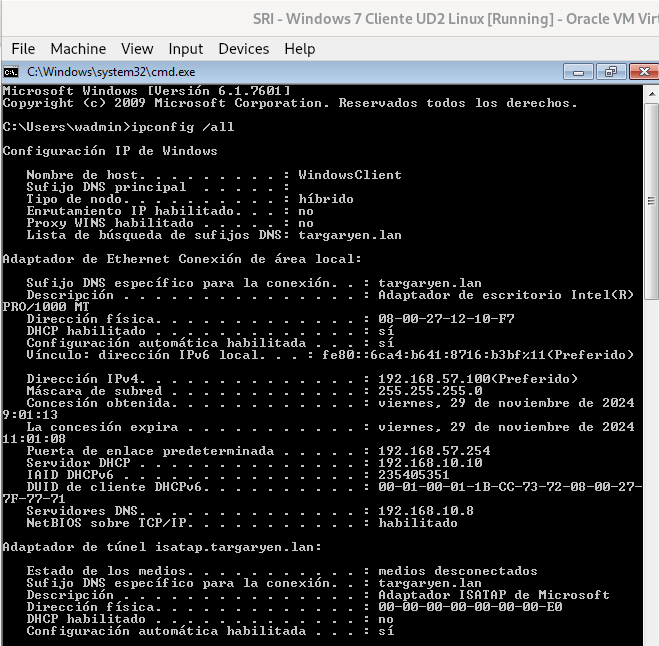 SRI - Windows 7 Cliente UD2 Linux [Running] - Oracle VM Virt
File Machine View Input Devices Help
C:\Windows\system32\cmd.exe
Microsoft Windows [Versión 6.1.7601]
Copyright (c) 2009 Microsoft Corporation. Reservados todos los derechos.
C:\Users\wadmin>ipconfig /all
Configuración IP de Windows
Nombre de host. . . . . . . . . : WindowsClient
Sufijo DNS principal . . . . . :
Tipo de nodo. . . . . . . . . . : híbrido
Enrutamiento IP habilitado. . . : no
Proxy WINS habilitado . . . . . : no
Lista de búsqueda de sufijos DNS: targaryen.lan
Adaptador de Ethernet Conexión de área local:
Sufijo DNS específico para la conexión. . : targaryen.lan
Descripción . . . . . . . . . . . . . . . : Adaptador de escritorio Intel(R)
PRO/1000 MT
Dirección física. . . . . . . . . . . . . : 08-00-27-12-10-F7
DHCP habilitado . . . . . . . . . . . . . : sí
Configuración automática habilitada . . . : sí
Vínculo: dirección IPv6 local. . . : fe80::6ca4:b641:8716:b3bf%11(Preferido)
Dirección IPv4. . . . . . . . . . . . . . : 192.168.57.100(Preferido)
Máscara de subred . . . . . . . . . . . . : 255.255.255.0
Concesión obtenida. . . . . . . . . . . . : viernes, 29 de noviembre de 2024
9:01:13
La concesión expira . . . . . . . . . . . : viernes, 29 de noviembre de 2024
11:01:08
Puerta de enlace predeterminada . . . . . : 192.168.57.254
Servidor DHCP . . . . . . . . . . . . . . : 192.168.10.10
IAID DHCPv6 . . . . . . . . . . . . . . . : 235405351
DUID de cliente DHCPv6. . . . . . . . . . : 00-01-00-01-1B-CC-73-72-08-00-27-
7F-77-71
Servidores DNS. . . . . . . . . . . . . . : 192.168.10.8
NetBIOS sobre TCP/IP. . . . . . . . . . . : habilitado
Adaptador de túnel isatap.targaryen.lan:
Estado de los medios. . . . . . . . . . . : medios desconectados
Sufijo DNS específico para la conexión. . : targaryen.lan
Descripción . . . . . . . . . . . . . . . : Adaptador ISATAP de Microsoft
Dirección física. . . . . . . . . . . . . : 00-00-00-00-00-00-00-E0
DHCP habilitado . . . . . . . . . . . . . : no
Configuración automática habilitada . . . : sí